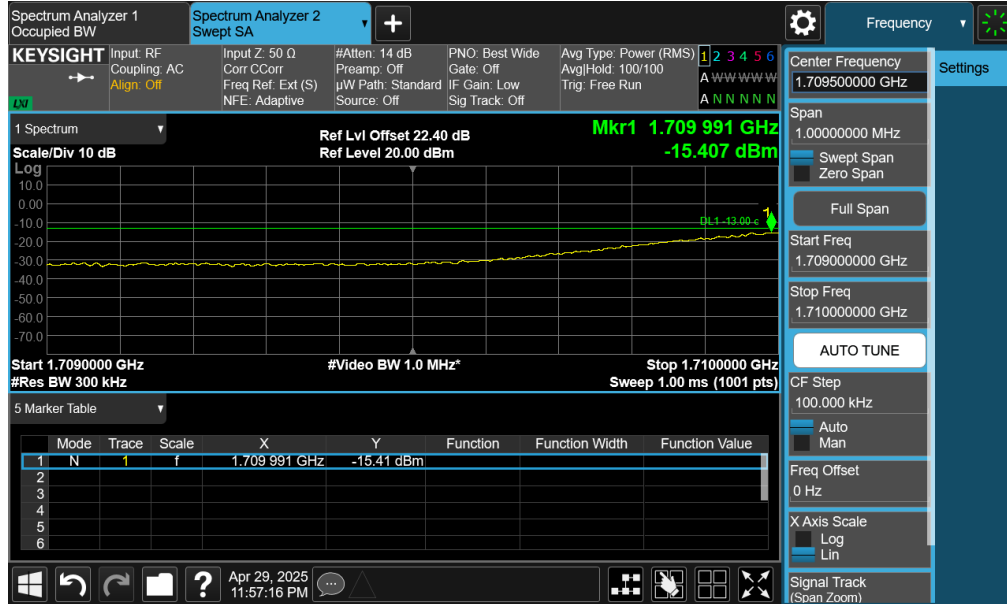 Spectrum Analyzer 1
Occupied BW
Spectrum Analyzer 2
Swept SA
Frequency
KEYSIGHT
Input: RF
Coupling: AC
Align: Off
Input Z: 50 Ω
Corr CCorr
Freq Ref: Ext (S)
NFE: Adaptive
#Atten: 14 dB
Preamp: Off
µW Path: Standard
Source: Off
PNO: Best Wide
Gate: Off
IF Gain: Low
Sig Track: Off
Avg Type: Power (RMS)
Avg|Hold: 100/100
Trig: Free Run
1 2 3 4 5 6
A W W W W W
A N N N N N
LXI
1 Spectrum
Scale/Div 10 dB
Ref Lvl Offset 22.40 dB
Ref Level 20.00 dBm
Mkr1 1.709 991 GHz
-15.407 dBm
Log
10.0
0.00
-10.0
-20.0
-30.0
-40.0
-50.0
-60.0
-70.0
1
DL1 -13.00 c
Start 1.7090000 GHz
#Res BW 300 kHz
#Video BW 1.0 MHz*
Stop 1.7100000 GHz
Sweep 1.00 ms (1001 pts)
5 Marker Table
Mode Trace Scale X Y Function Function Width Function Value
1 N 1 f 1.709 991 GHz -15.41 dBm
2
3
4
5
6
Center Frequency
1.709500000 GHz
Settings
Span
1.00000000 MHz
Swept Span
Zero Span
Full Span
Start Freq
1.709000000 GHz
Stop Freq
1.710000000 GHz
AUTO TUNE
CF Step
100.000 kHz
Auto
Man
Freq Offset
0 Hz
X Axis Scale
Log
Lin
Signal Track
(Span Zoom)
?
Apr 29, 2025
11:57:16 PM